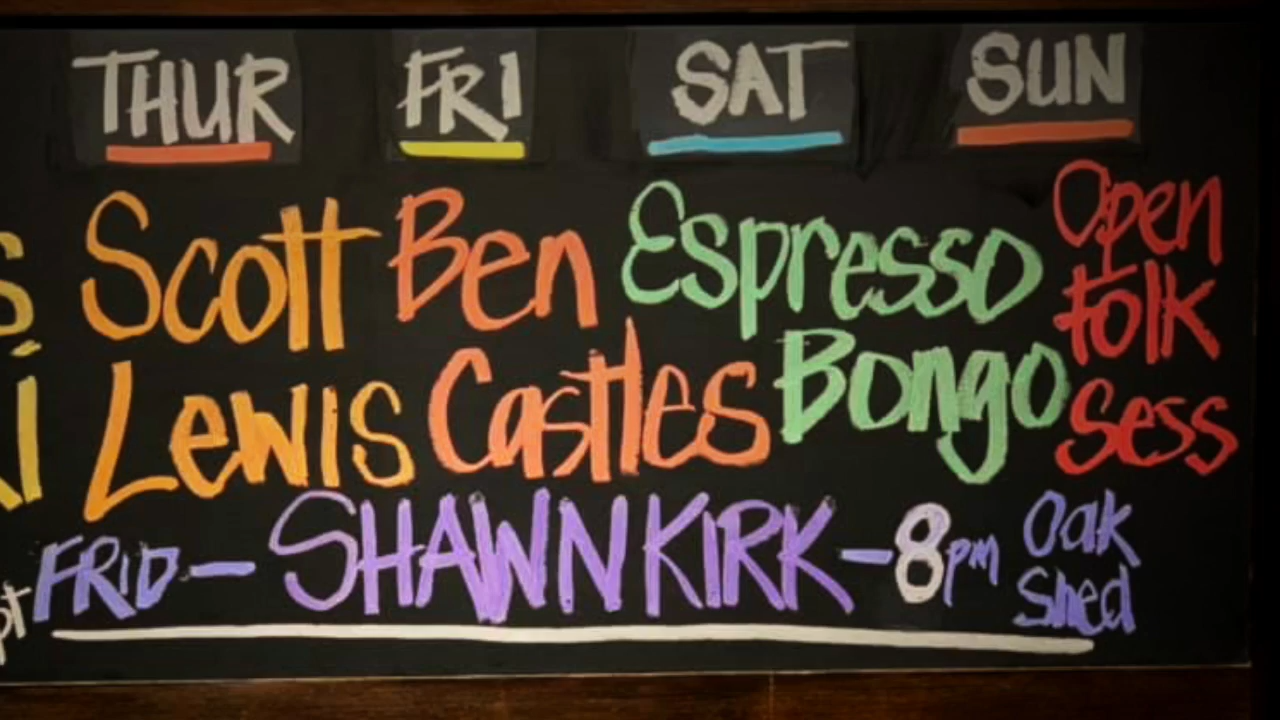 THUR FRI SAT SUN
Scott Ben Espresso Open
Folk
Lewis Castles Bongo Sess
FRID - SHAWN KIRK - 8pm Oak
Shed